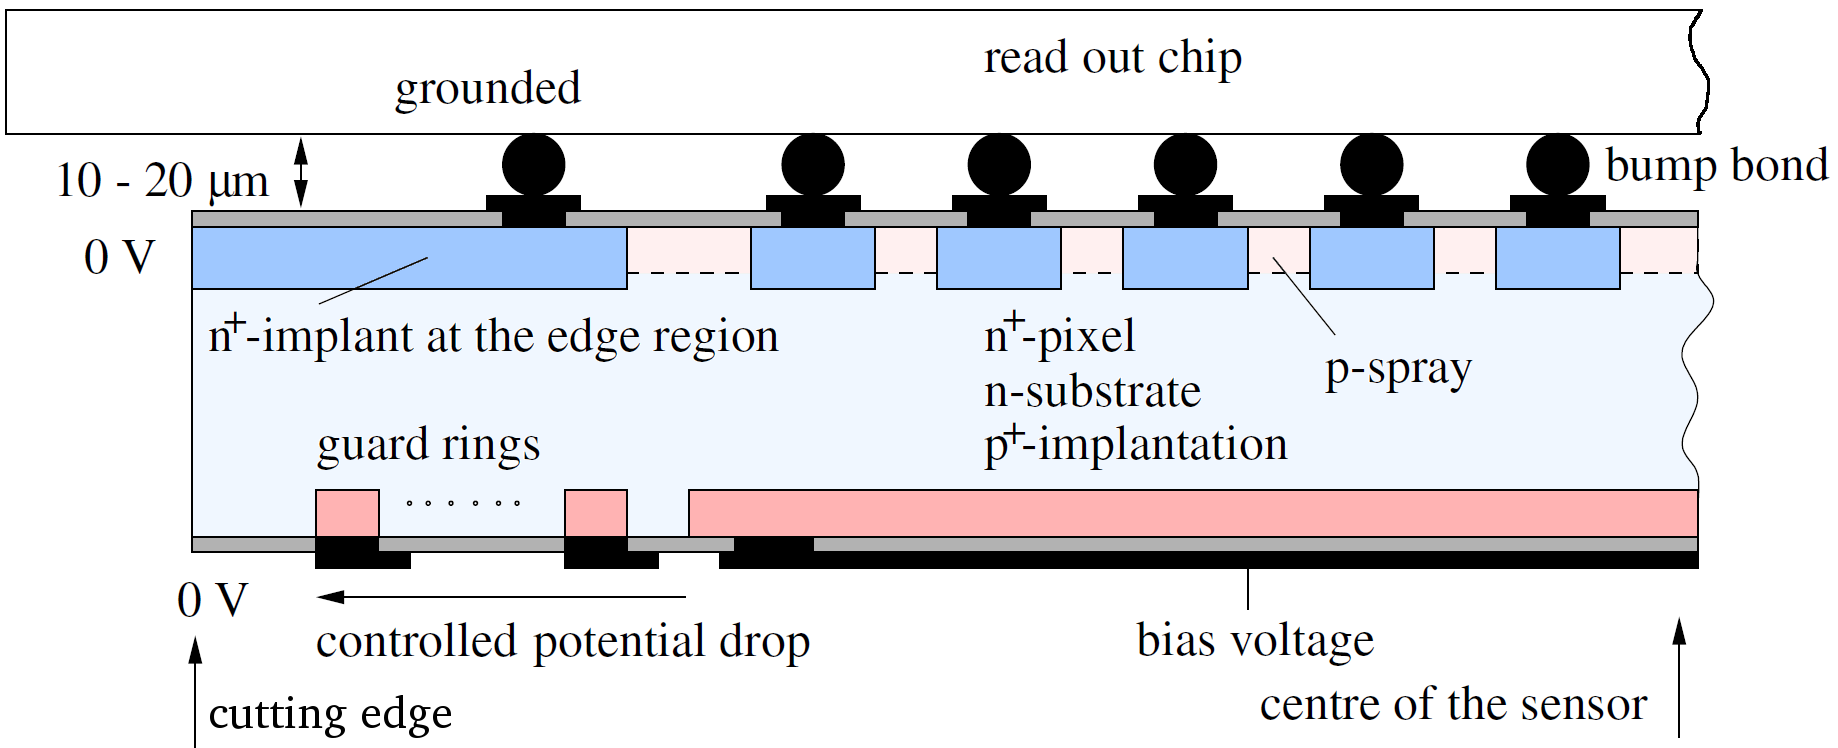 read out chip
grounded
10 - 20 μm
bump bond
0 V
n⁺-implant at the edge region
n⁺-pixel
p-spray
n-substrate
guard rings
p⁺-implantation
0 V
controlled potential drop
bias voltage
cutting edge
centre of the sensor